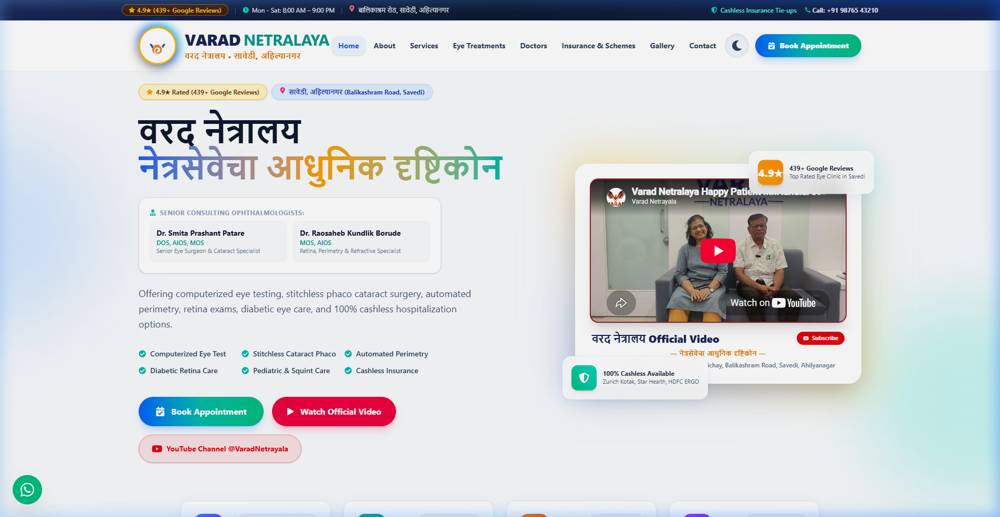 4.9★ (439+ Google Reviews)
Mon - Sat: 8:00 AM – 9:00 PM
बालिकाश्रम रोड, सावेडी, अहिल्यानगर
Cashless Insurance Tie-ups
Call: +91 98765 43210
VARAD NETRALAYA
वरद नेत्रालय • सावेडी, अहिल्यानगर
Home
About
Services
Eye Treatments
Doctors
Insurance & Schemes
Gallery
Contact
Book Appointment
4.9★ Rated (439+ Google Reviews)
सावेडी, अहिल्यानगर (Balikashram Road, Savedi)
वरद नेत्रालय
नेत्रसेवेचा आधुनिक दृष्टिकोन
SENIOR CONSULTING OPHTHALMOLOGISTS:
Dr. Smita Prashant Patare
DOS, AIOS, MOS
Senior Eye Surgeon & Cataract Specialist
Dr. Raosaheb Kundlik Borude
MOS, AIOS
Retina, Perimetry & Refractive Specialist
Offering computerized eye testing, stitchless phaco cataract surgery, automated
perimetry, retina exams, diabetic eye care, and 100% cashless hospitalization
options.
Computerized Eye Test
Stitchless Cataract Phaco
Automated Perimetry
Diabetic Retina Care
Pediatric & Squint Care
Cashless Insurance
Book Appointment
Watch Official Video
YouTube Channel @VaradNetrayala
4.9★
439+ Google Reviews
Top Rated Eye Clinic in Savedi
Varad Netralaya Happy
Varad Netrayala
NETRALAYA
Watch on YouTube
वरद नेत्रालय Official Video
Subscribe
— नेत्रसेवेचा आधुनिक दृष्टिकोन —
Balikashram Road, Savedi, Ahilyanagar
100% Cashless Available
Zurich Kotak, Star Health, HDFC ERGO